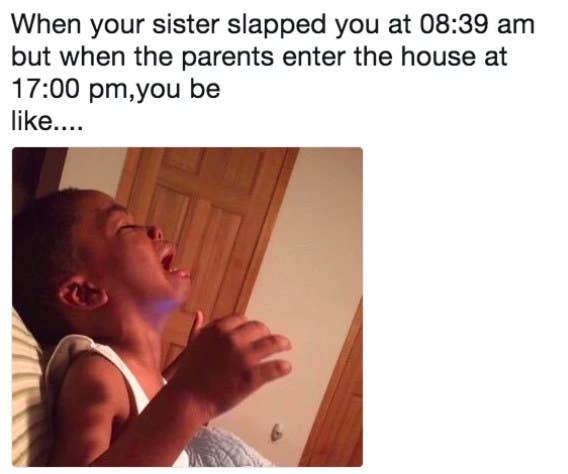 When your sister slapped you at 08:39 am
but when the parents enter the house at
17:00 pm,you be
like....